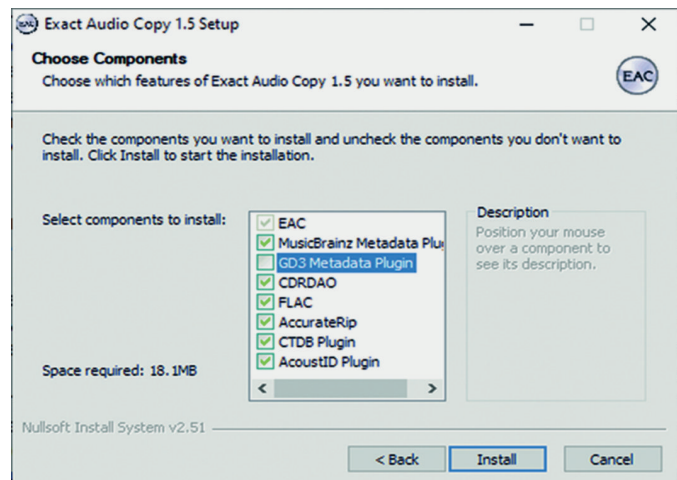 Exact Audio Copy 1.5 Setup
Choose Components
Choose which features of Exact Audio Copy 1.5 you want to install.
EAC
Check the components you want to install and uncheck the components you don't want to
install. Click Install to start the installation.
Select components to install:
EAC
MusicBrainz Metadata Plu
GD3 Metadata Plugin
CDRDAO
FLAC
AccurateRip
CTDB Plugin
AcoustID Plugin
Description
Position your mouse
over a component to
see its description.
Space required: 18.1MB
Nullsoft Install System v2.51
< Back
Install
Cancel